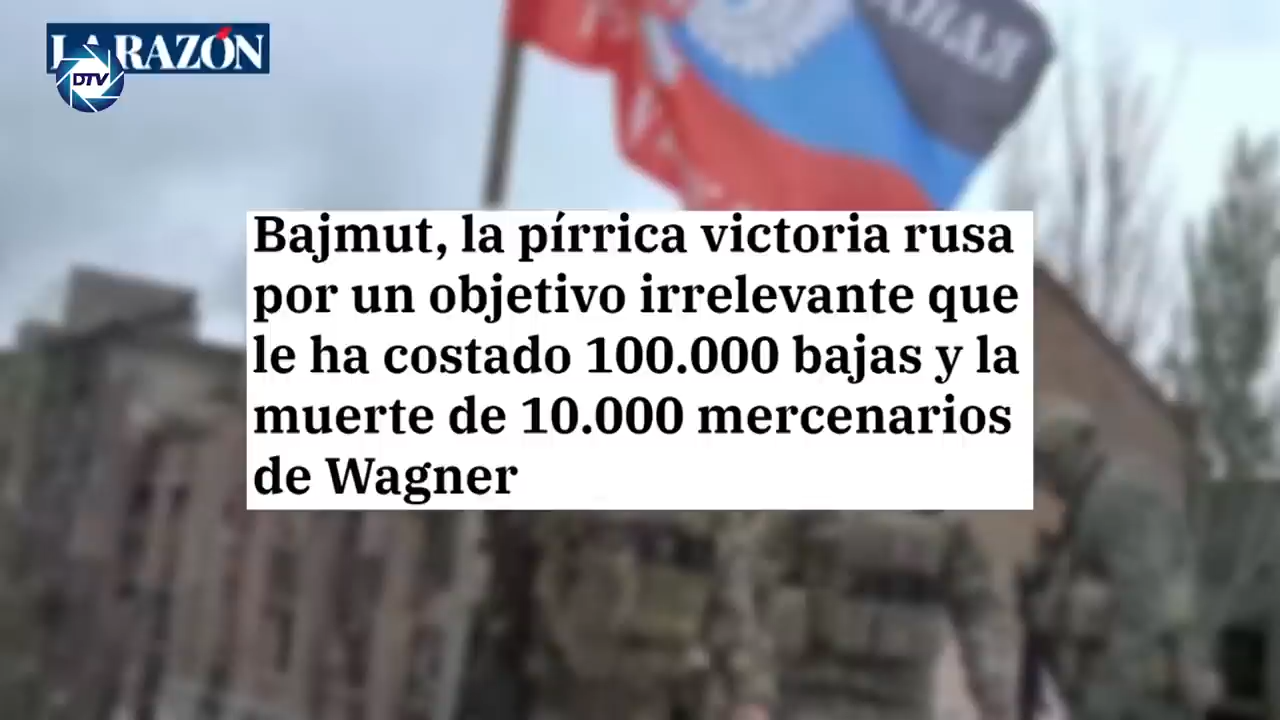 LA RAZÓN
DTV
Bajmut, la pírrica victoria rusa
por un objetivo irrelevante que
le ha costado 100.000 bajas y la
muerte de 10.000 mercenarios
de Wagner